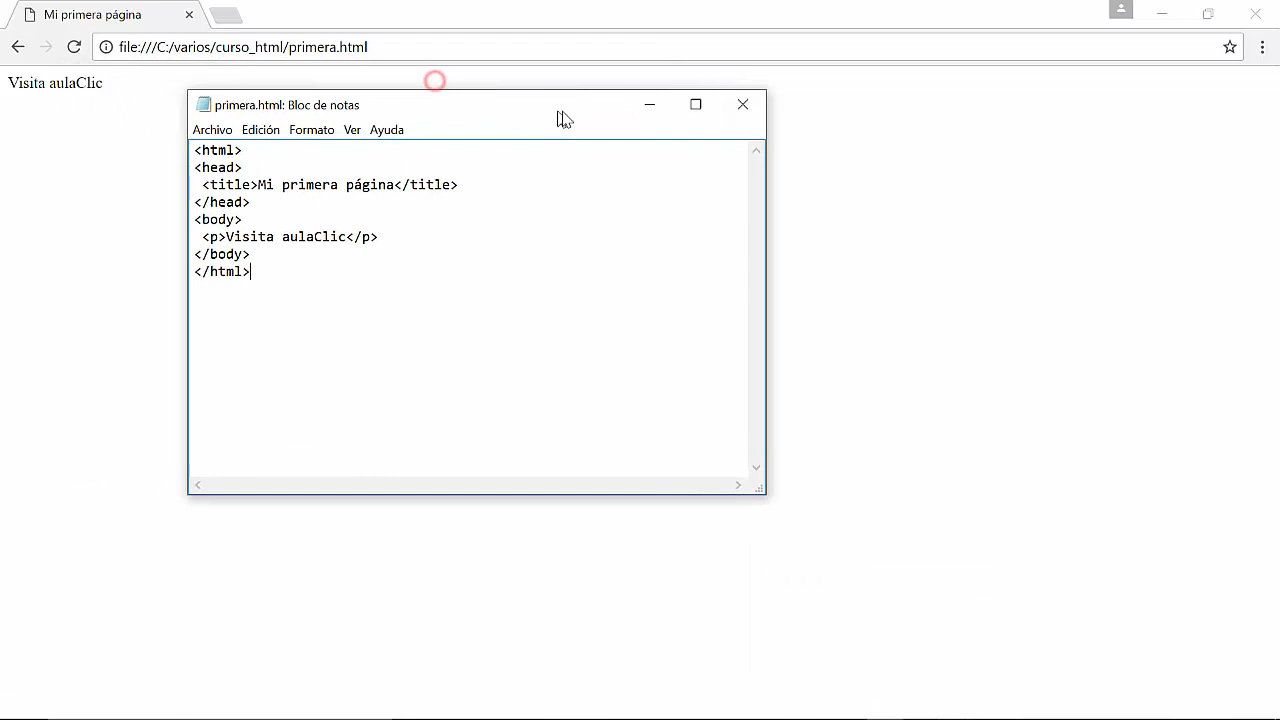 Mi primera página
file:///C:/varios/curso_html/primera.html
Visita aulaClic
primera.html: Bloc de notas
Archivo Edición Formato Ver Ayuda
<html>
<head>
<title>Mi primera página</title>
</head>
<body>
<p>Visita aulaClic</p>
</body>
</html>